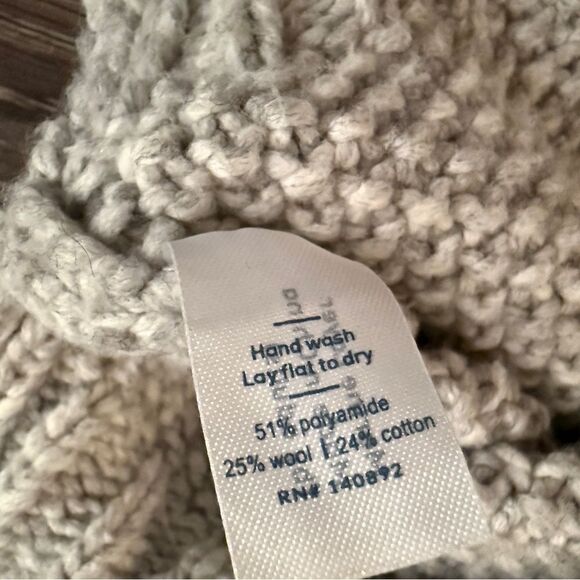 Hand wash
Lay flat to dry
51% polyamide
25% wool | 24% cotton
RN# 140892